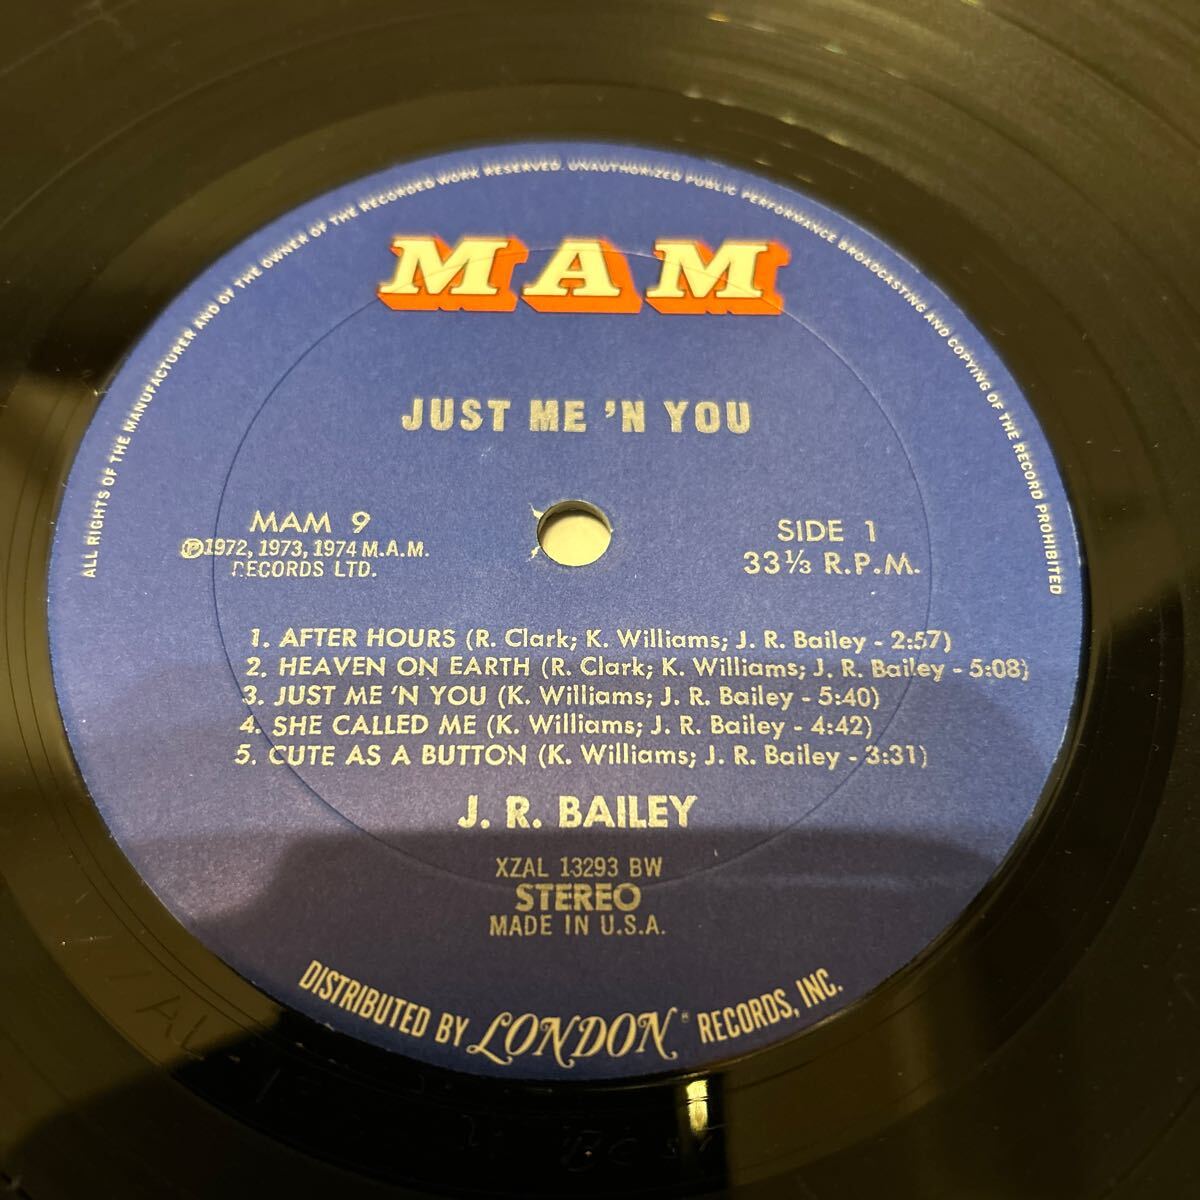 ALL RIGHTS OF THE MANUFACTURER AND OF THE OWNER OF THE RECORDED WORK RESERVED. UNAUTHORIZED PUBLIC PERFORMANCE BROADCASTING AND COPYING OF THE RECORD PROHIBITED
MAM
JUST ME 'N YOU
MAM 9
℗1972, 1973, 1974 M.A.M.
RECORDS LTD.
SIDE 1
33⅓ R.P.M.
1. AFTER HOURS (R. Clark; K. Williams; J. R. Bailey - 2:57)
2. HEAVEN ON EARTH (R. Clark; K. Williams; J. R. Bailey - 5:08)
3. JUST ME 'N YOU (K. Williams; J. R. Bailey - 5:40)
4. SHE CALLED ME (K. Williams; J. R. Bailey - 4:42)
5. CUTE AS A BUTTON (K. Williams; J. R. Bailey - 3:31)
J. R. BAILEY
XZAL 13293 BW
STEREO
MADE IN U.S.A.
DISTRIBUTED BY LONDON ® RECORDS, INC.